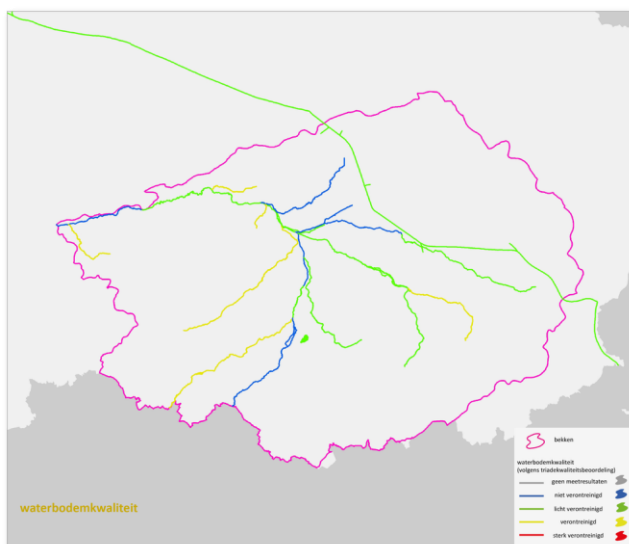 bekken
waterbodemkwaliteit
(volgens triadekwaliteitsbeoordeling)
geen meetresultaten
niet verontreinigd
licht verontreinigd
verontreinigd
sterk verontreinigd
waterbodemkwaliteit